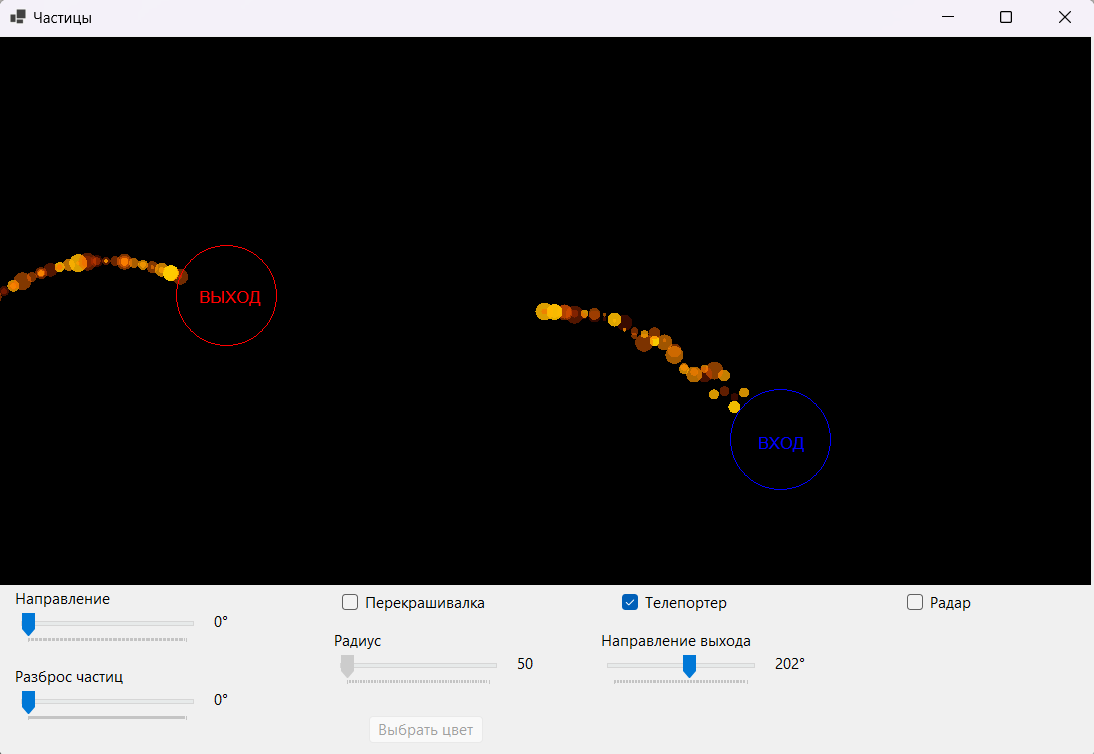 Частицы
ВЫХОД
ВХОД
Направление
0°
Разброс частиц
0°
Перекрашивалка
Радиус
50
Выбрать цвет
Телепортер
Направление выхода
202°
Радар